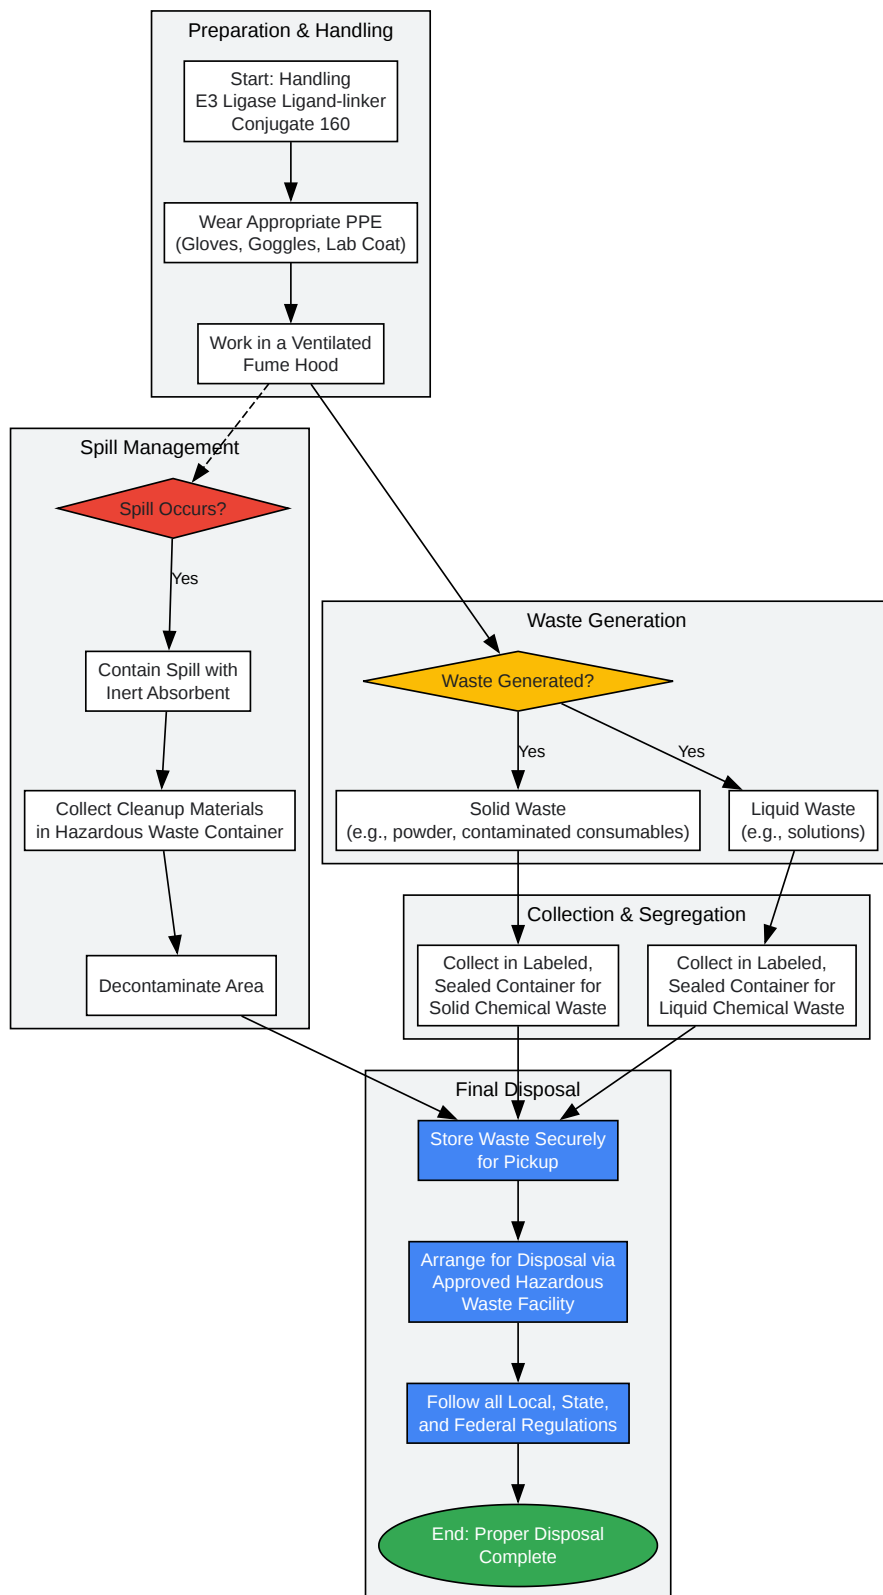 Preparation & Handling
Start: Handling
E3 Ligase Ligand-linker
Conjugate 160
Wear Appropriate PPE
(Gloves, Goggles, Lab Coat)
Work in a Ventilated
Fume Hood
Spill Management
Spill Occurs?
Yes
Contain Spill with
Inert Absorbent
Collect Cleanup Materials
in Hazardous Waste Container
Decontaminate Area
Waste Generation
Waste Generated?
Yes
Yes
Solid Waste
(e.g., powder, contaminated consumables)
Liquid Waste
(e.g., solutions)
Collection & Segregation
Collect in Labeled,
Sealed Container for
Solid Chemical Waste
Collect in Labeled,
Sealed Container for
Liquid Chemical Waste
Final Disposal
Store Waste Securely
for Pickup
Arrange for Disposal via
Approved Hazardous
Waste Facility
Follow all Local, State,
and Federal Regulations
End: Proper Disposal
Complete